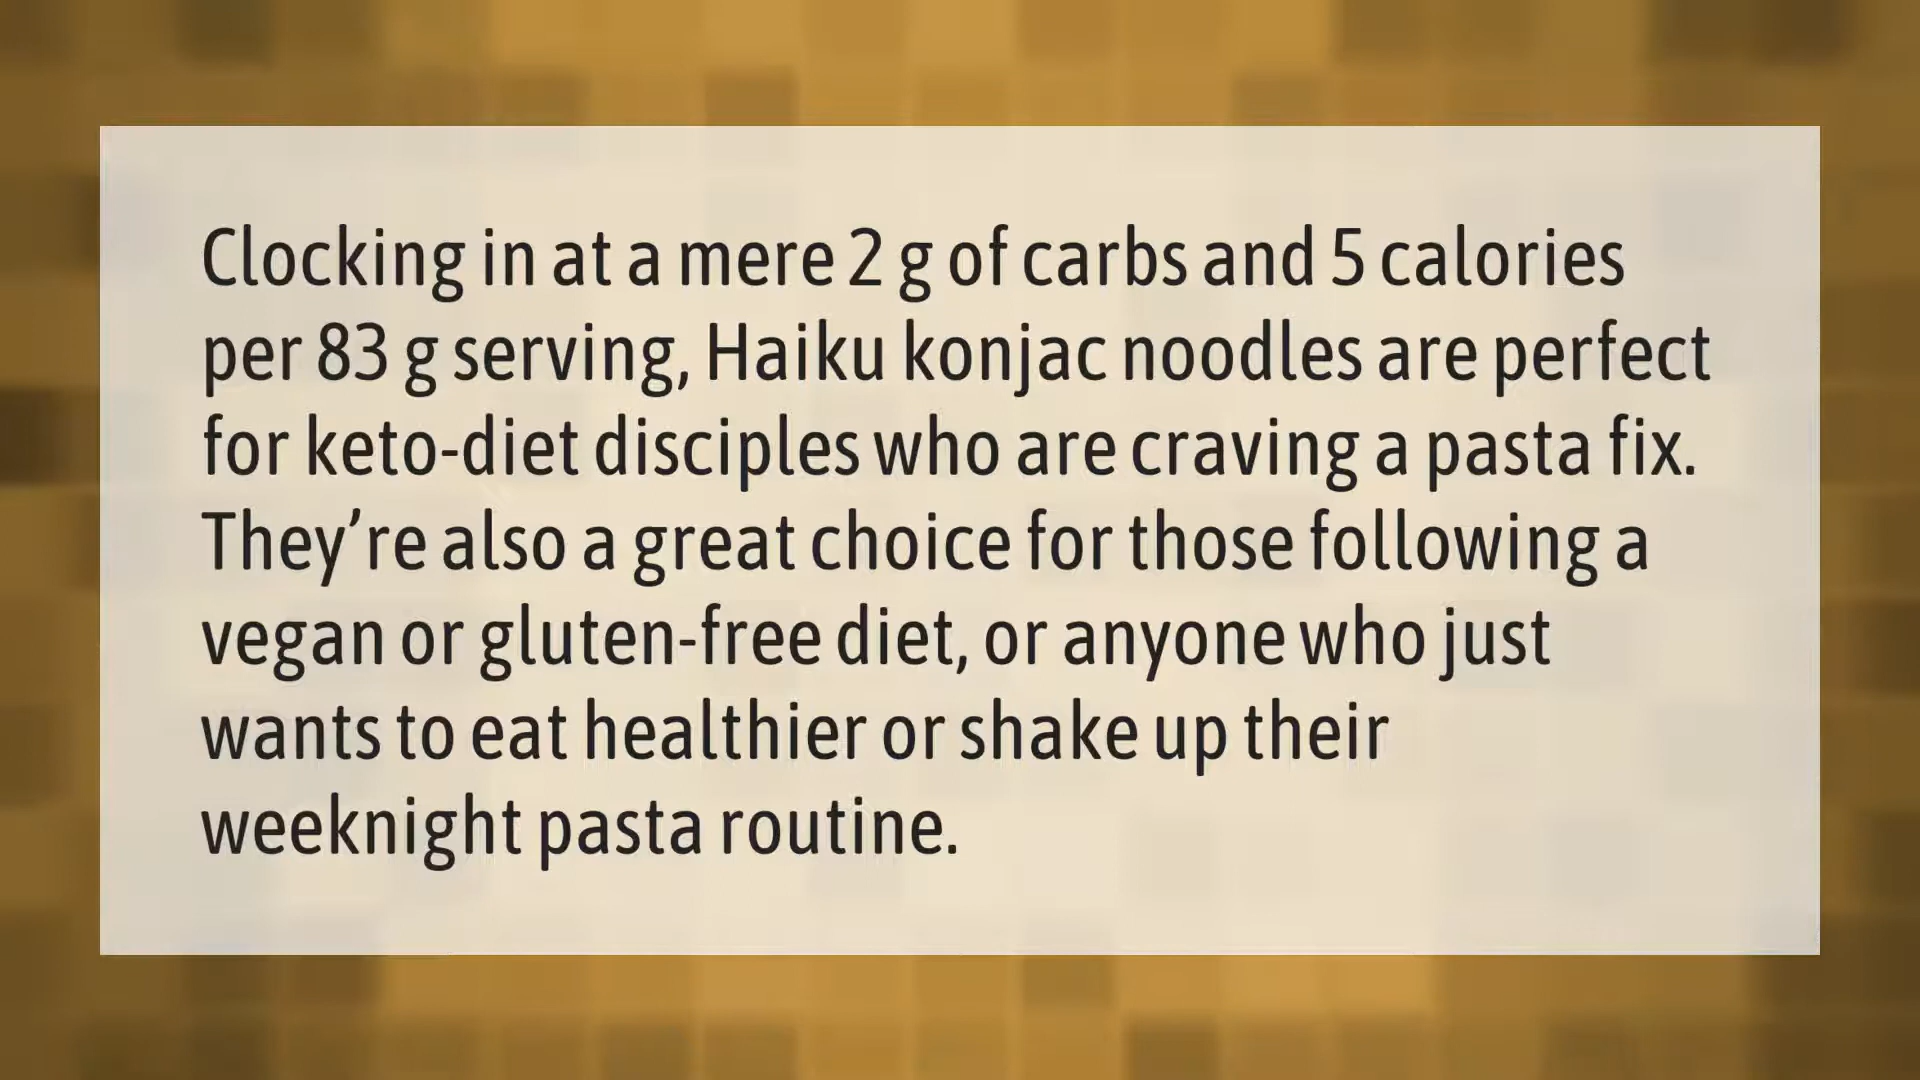 Clocking in at a mere 2 g of carbs and 5 calories
per 83 g serving, Haiku konjac noodles are perfect
for keto-diet disciples who are craving a pasta fix.
They’re also a great choice for those following a
vegan or gluten-free diet, or anyone who just
wants to eat healthier or shake up their
weeknight pasta routine.